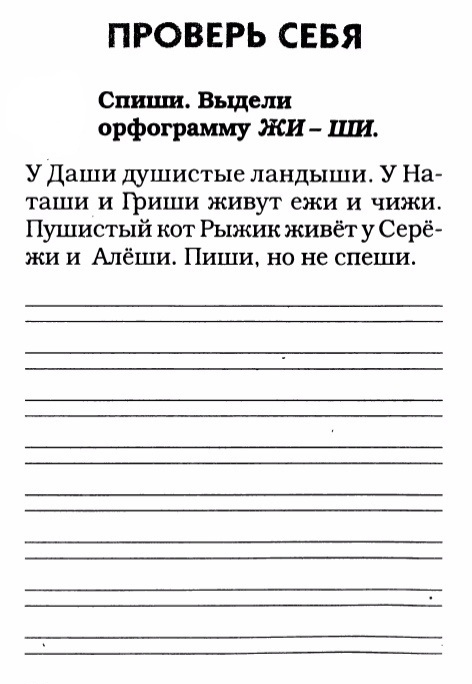 ПРОВЕРЬ СЕБЯ
Спиши. Выдели
орфограмму ЖИ – ШИ.
У Даши душистые ландыши. У На-
таши и Гриши живут ежи и чижи.
Пушистый кот Рыжик живёт у Серё-
жи и Алёши. Пиши, но не спеши.